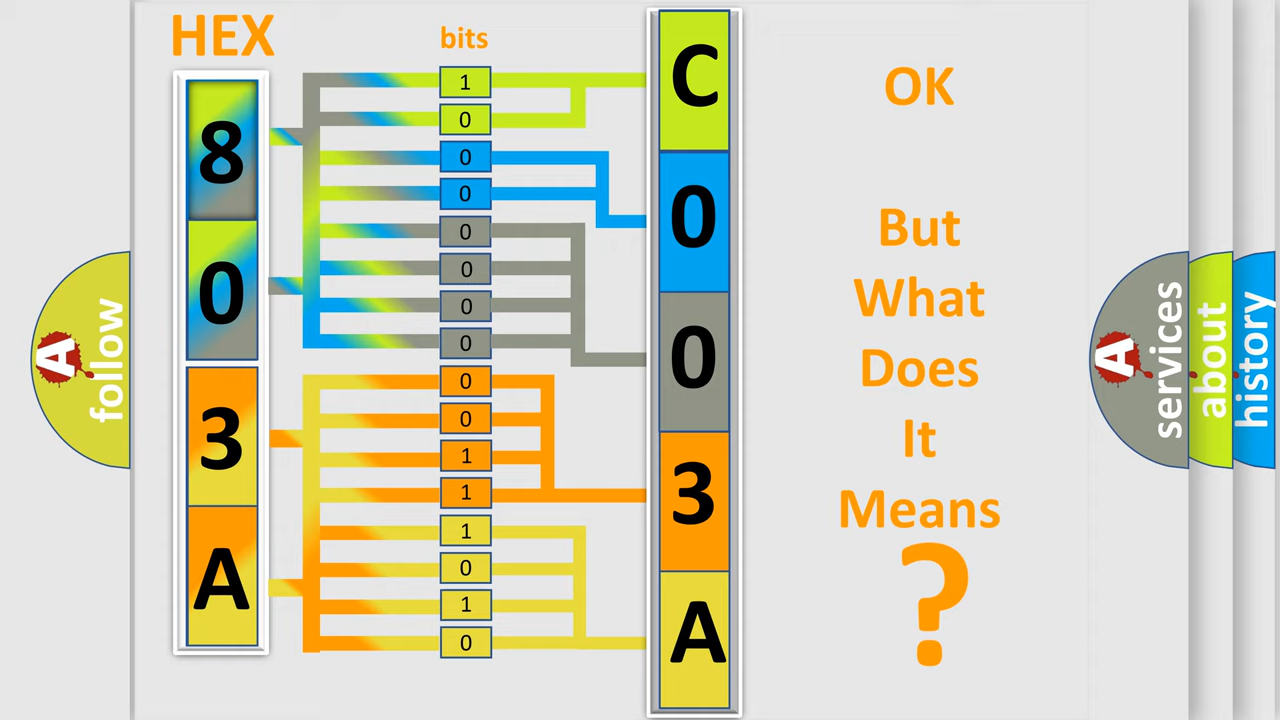 HEX
8
0
3
A
bits
1
0
0
0
0
0
0
0
0
0
1
1
1
0
1
0
C
0
0
3
A
OK
But
What
Does
It
Means
?
A
follow
A
services
about
history